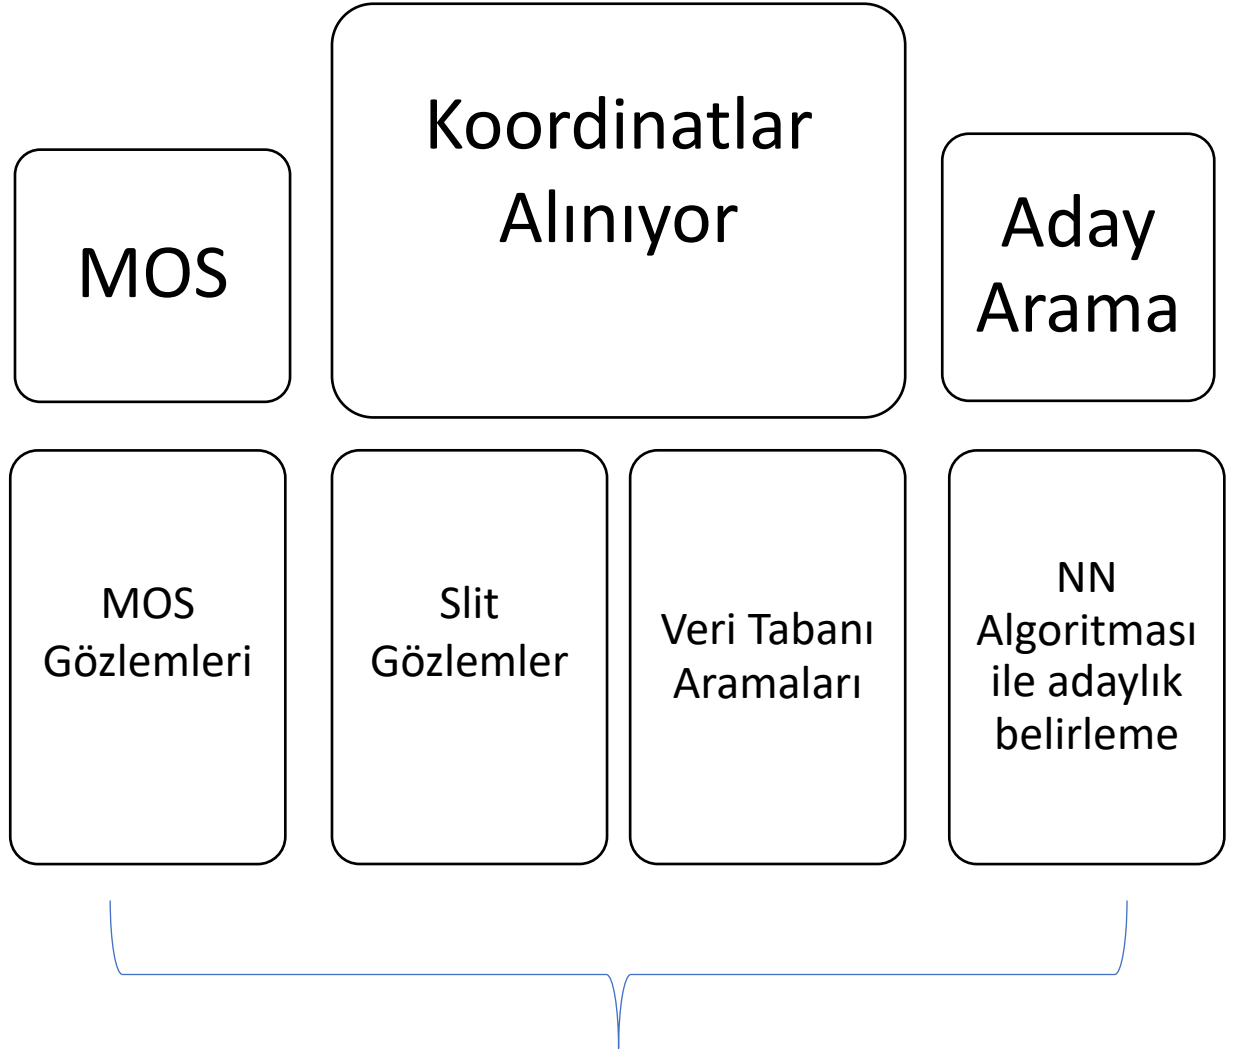 Koordinatlar
Alınıyor
MOS
Aday
Arama
MOS
Gözlemleri
Slit
Gözlemler
Veri Tabanı
Aramaları
NN
Algoritması
ile adaylık
belirleme